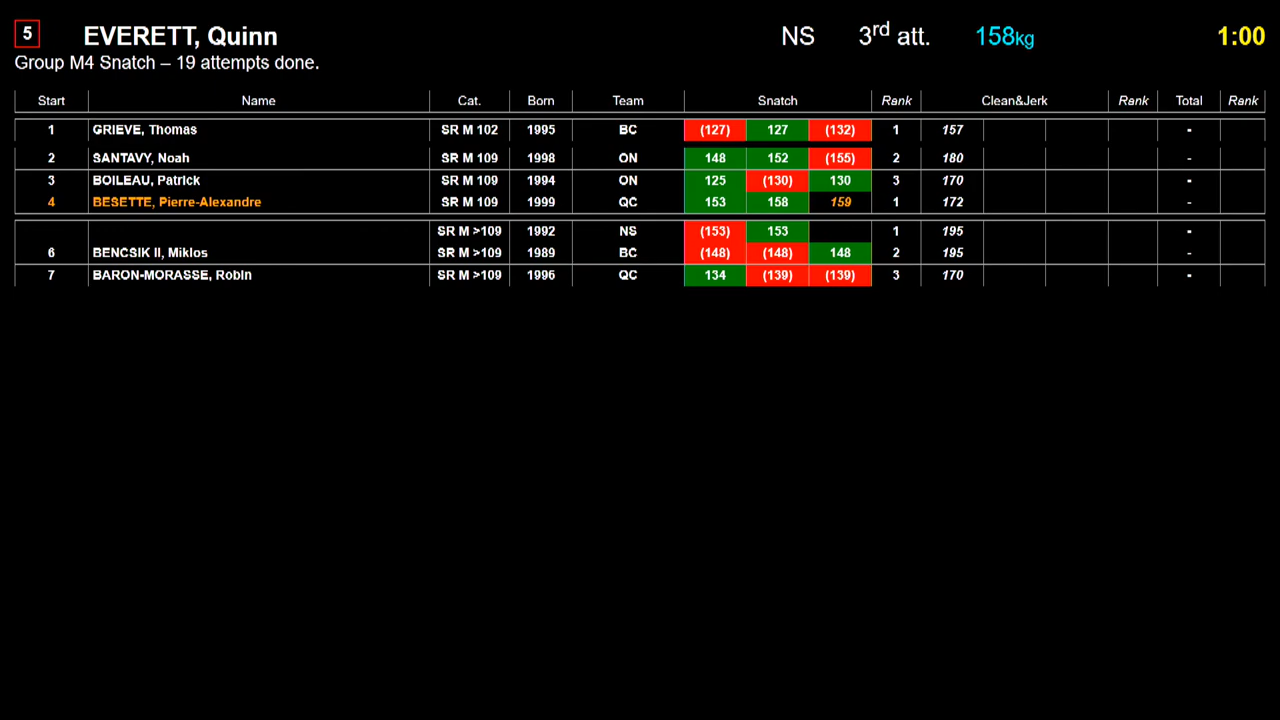 5 EVERETT, Quinn NS 3rd att. 158kg 1:00
Group M4 Snatch – 19 attempts done.
Start Name Cat. Born Team Snatch Rank Clean&Jerk Rank Total Rank
1 GRIEVE, Thomas SR M 102 1995 BC (127) 127 (132) 1 157 -
2 SANTAVY, Noah SR M 109 1998 ON 148 152 (155) 2 180 -
3 BOILEAU, Patrick SR M 109 1994 ON 125 (130) 130 3 170 -
4 BESETTE, Pierre-Alexandre SR M 109 1999 QC 153 158 159 1 172 -
SR M >109 1992 NS (153) 153 1 195 -
6 BENCSIK II, Miklos SR M >109 1989 BC (148) (148) 148 2 195 -
7 BARON-MORASSE, Robin SR M >109 1996 QC 134 (139) (139) 3 170 -